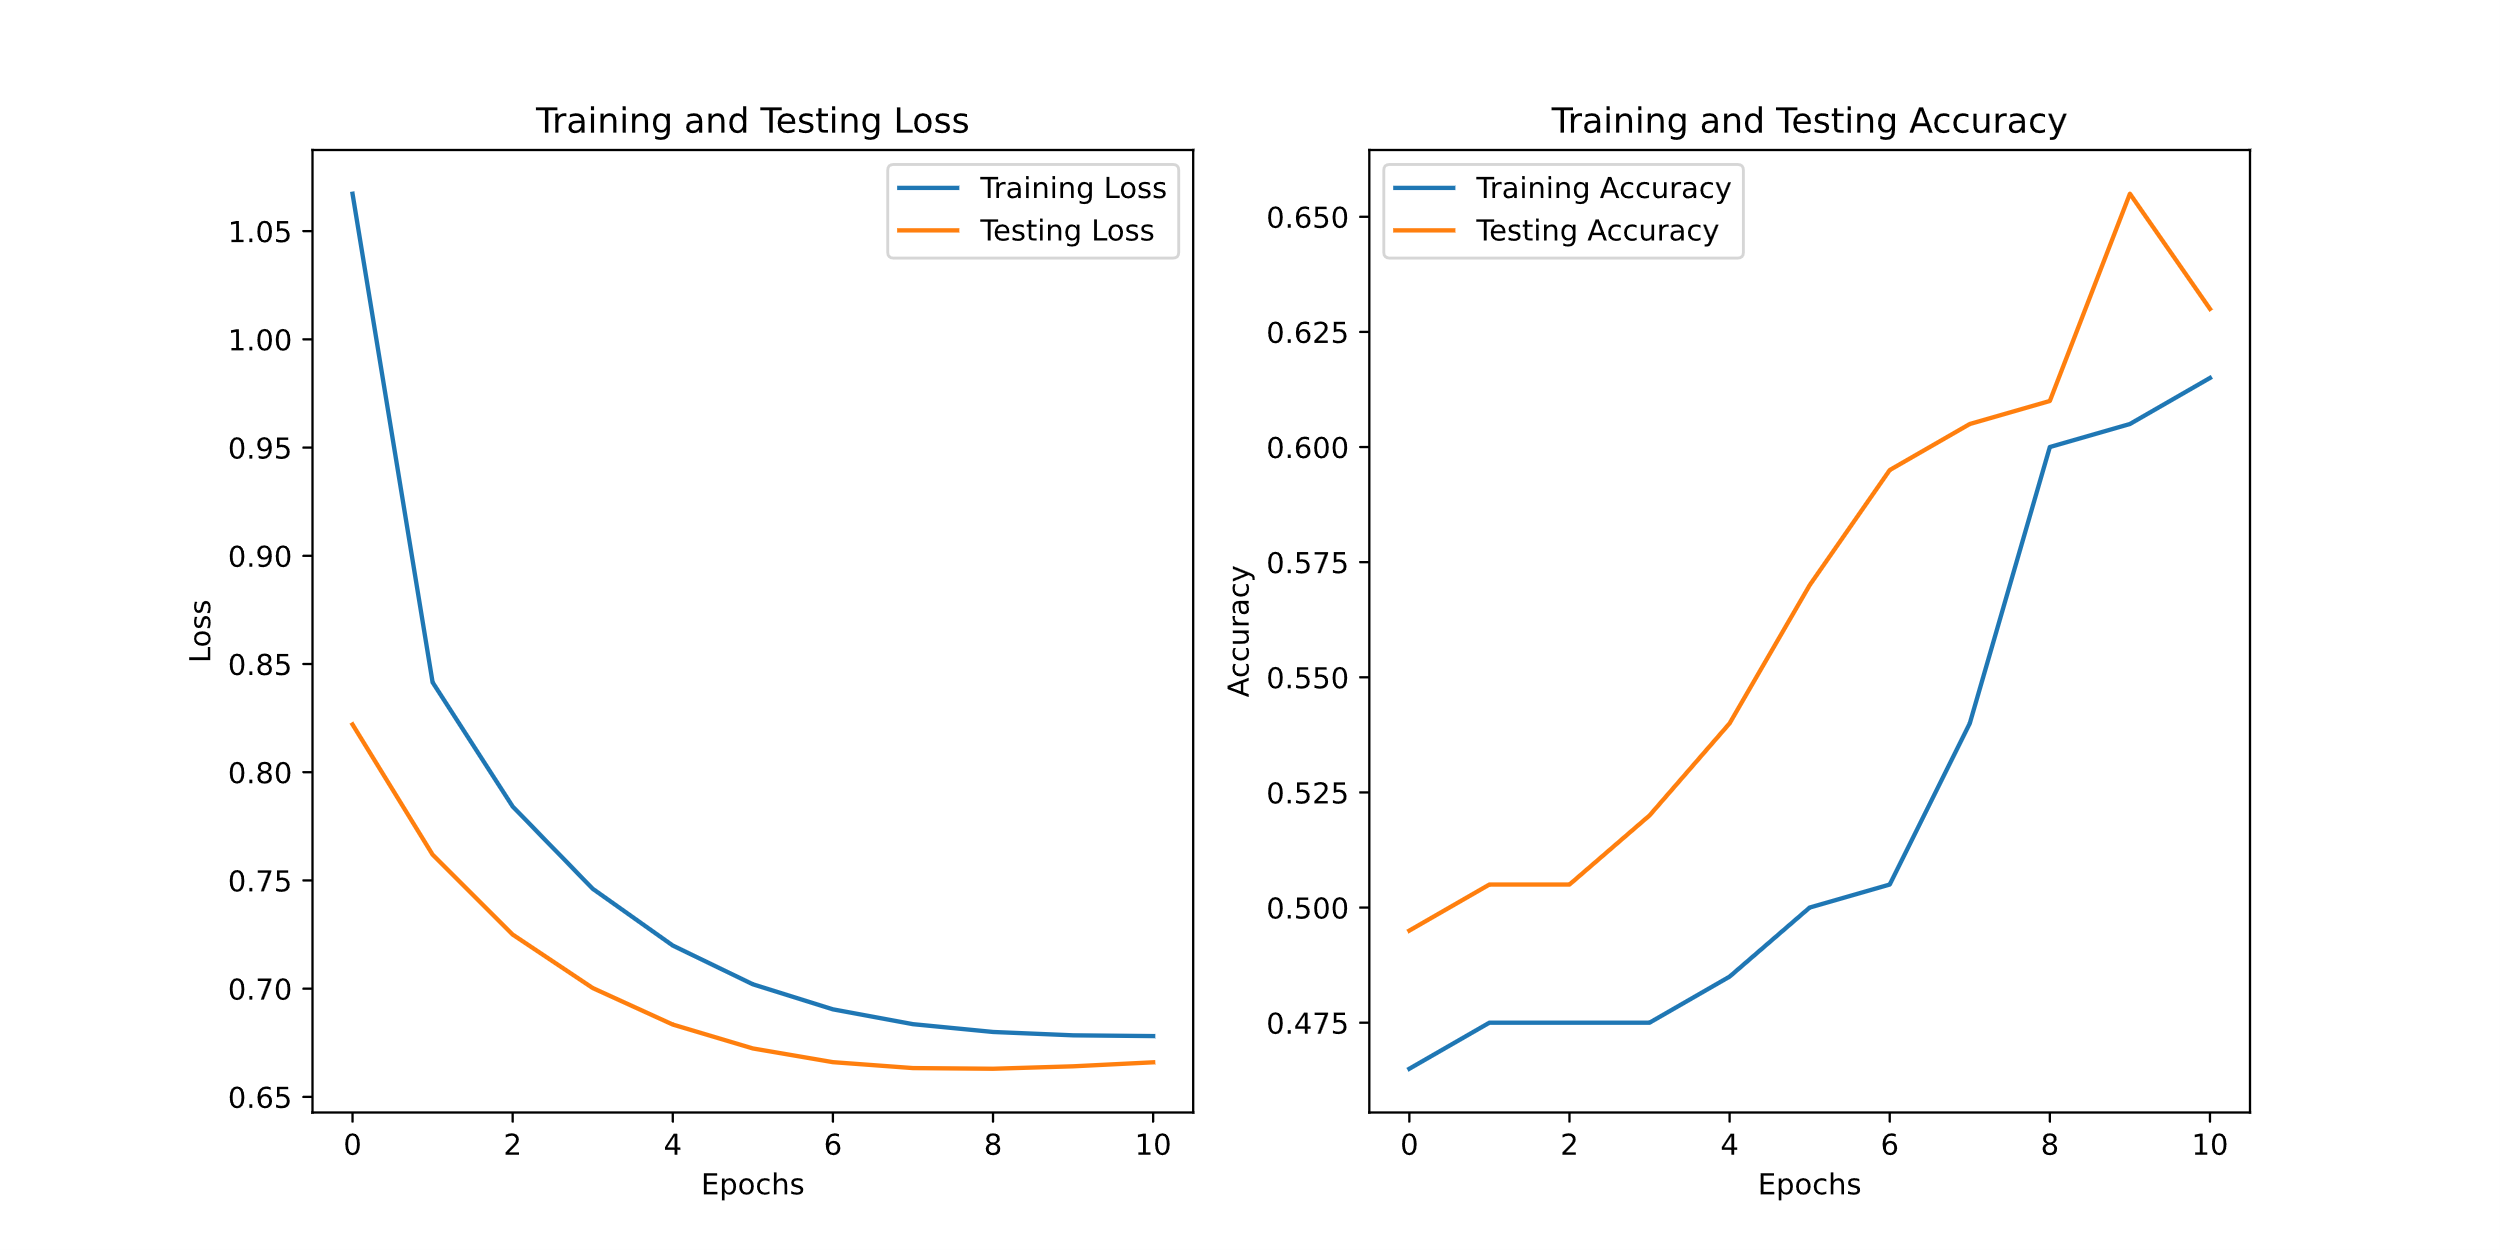 Training and Testing Loss
Training Loss
Testing Loss
1.05
1.00
0.95
0.90
0.85
0.80
0.75
0.70
0.65
Loss
0 2 4 6 8 10
Epochs
Training and Testing Accuracy
Training Accuracy
Testing Accuracy
0.650
0.625
0.600
0.575
0.550
0.525
0.500
0.475
Accuracy
0 2 4 6 8 10
Epochs